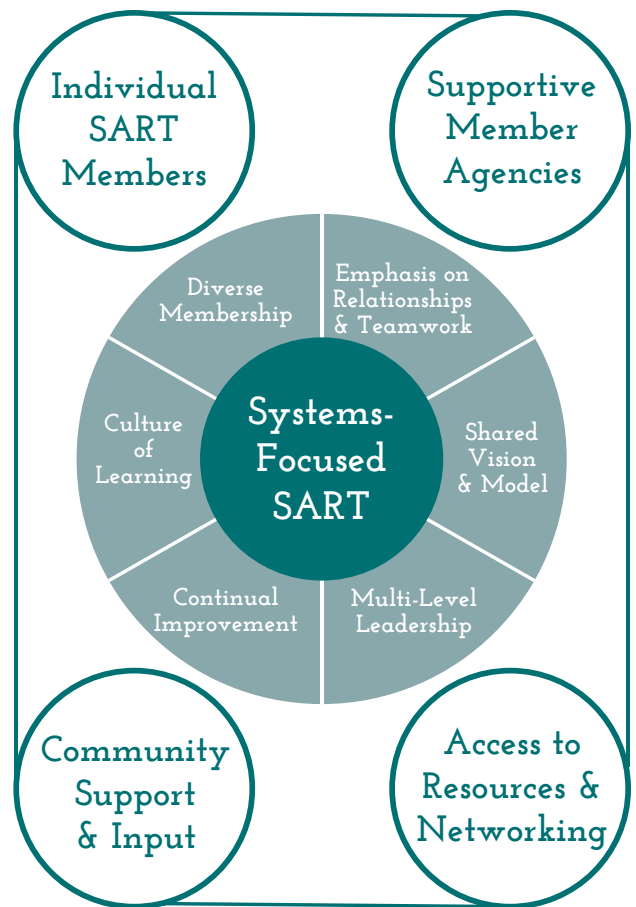 Individual
SART
Members
Supportive
Member
Agencies
Diverse
Membership
Emphasis on
Relationships
& Teamwork
Culture
of
Learning
Systems-
Focused
SART
Shared
Vision
& Model
Continual
Improvement
Multi-Level
Leadership
Community
Support
& Input
Access to
Resources &
Networking